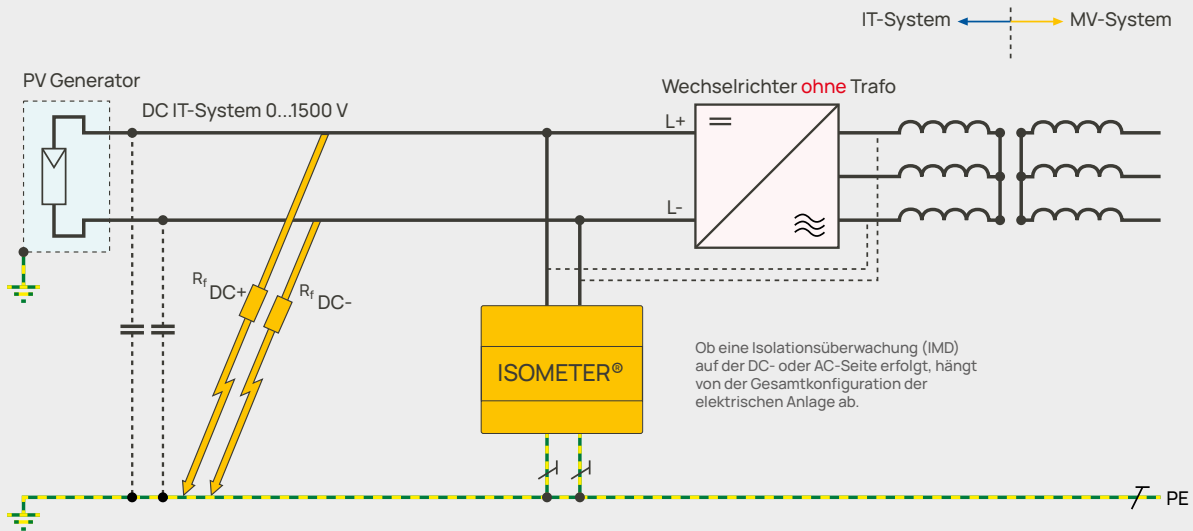 IT-System
MV-System
PV Generator
DC IT-System 0...1500 V
Wechselrichter ohne Trafo
L+
L-
Rf DC+
Rf DC-
ISOMETER®
Ob eine Isolationsüberwachung (IMD)
auf der DC- oder AC-Seite erfolgt, hängt
von der Gesamtkonfiguration der
elektrischen Anlage ab.
PE